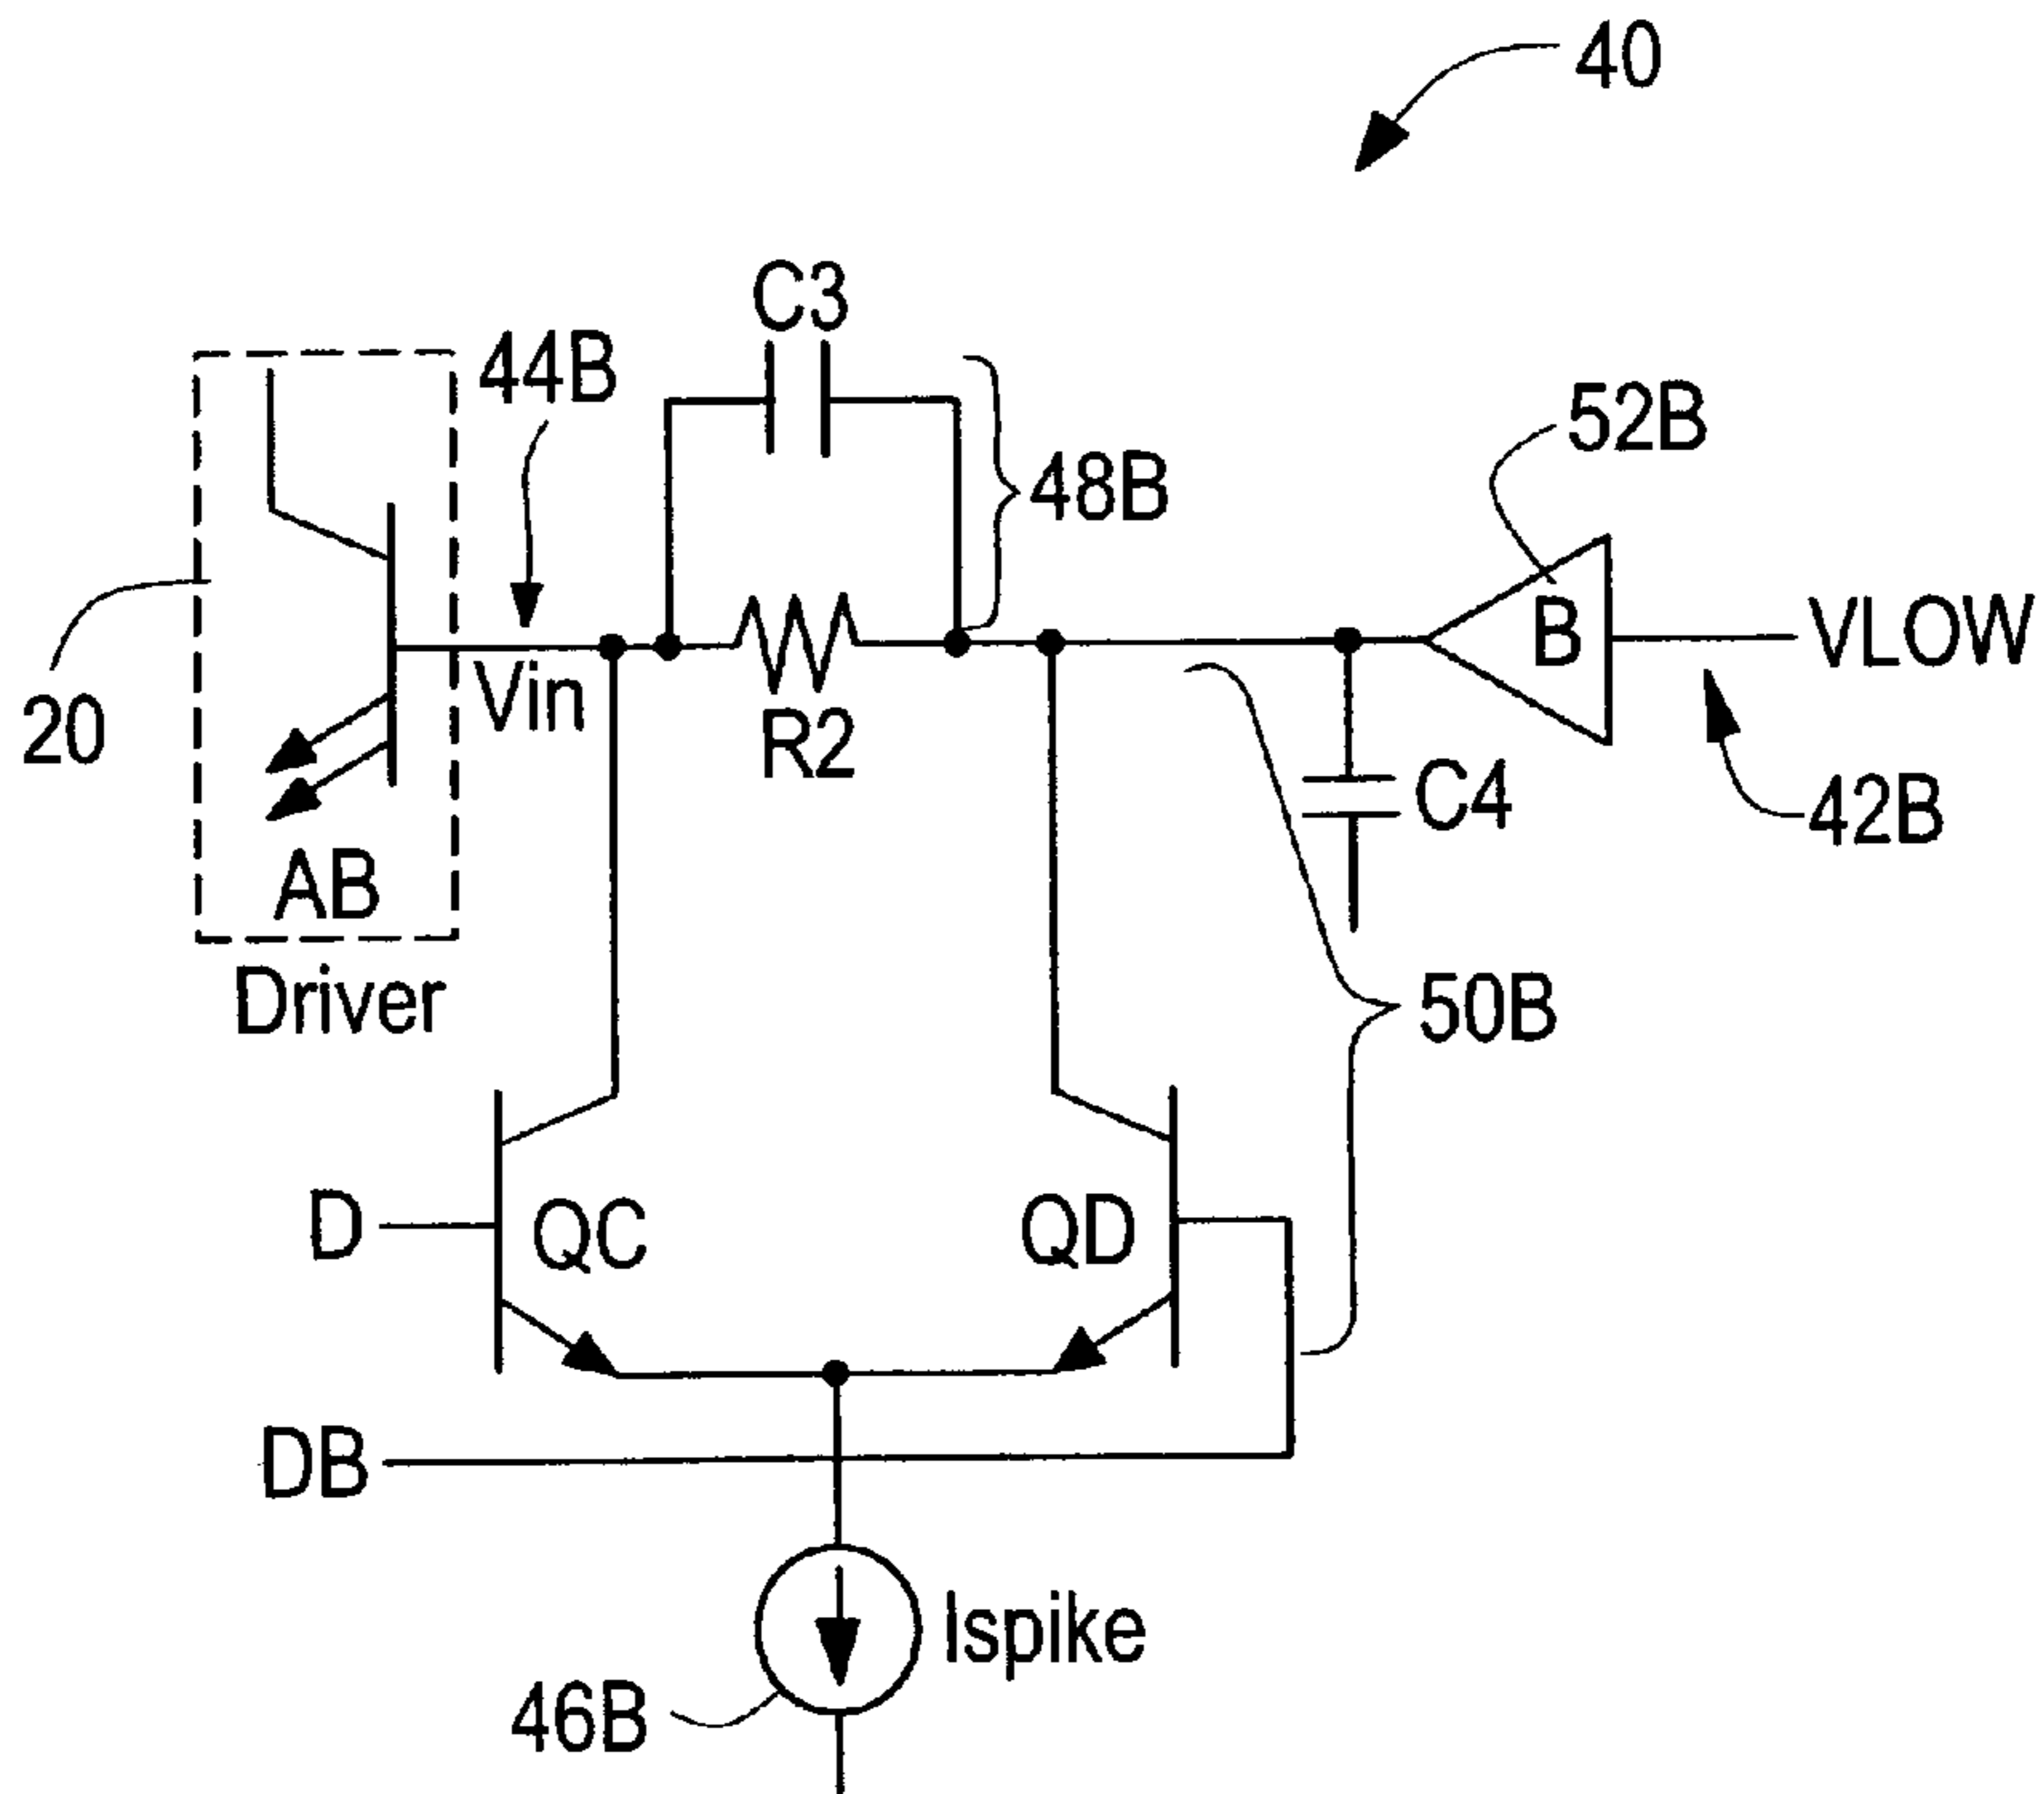 40
C3
44B
52B
48B
VLOW
B
Vin
20
R2
C4
42B
AB
Driver
50B
D
QC
QD
DB
Ispike
46B